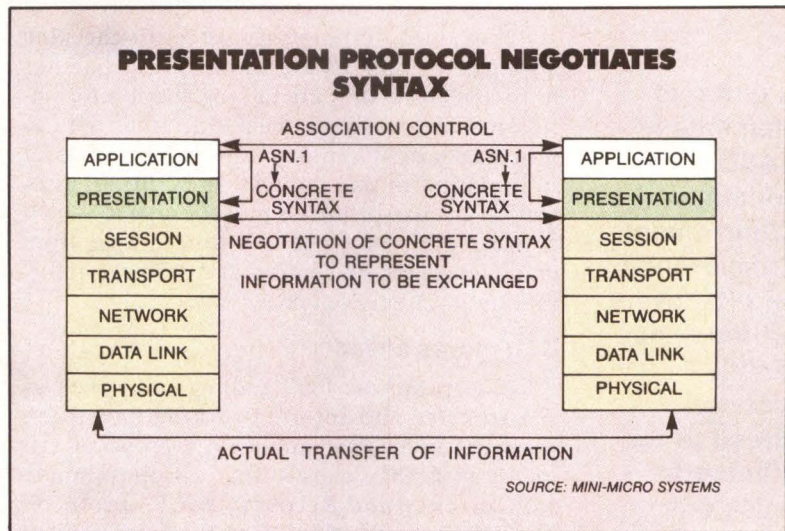 PRESENTATION PROTOCOL NEGOTIATES
SYNTAX
ASSOCIATION CONTROL
APPLICATION
ASN.1
ASN.1
APPLICATION
PRESENTATION
CONCRETE
SYNTAX
CONCRETE
SYNTAX
PRESENTATION
SESSION
NEGOTIATION OF CONCRETE SYNTAX
TO REPRESENT
INFORMATION TO BE EXCHANGED
SESSION
TRANSPORT
TRANSPORT
NETWORK
NETWORK
DATA LINK
DATA LINK
PHYSICAL
PHYSICAL
ACTUAL TRANSFER OF INFORMATION
SOURCE: MINI-MICRO SYSTEMS